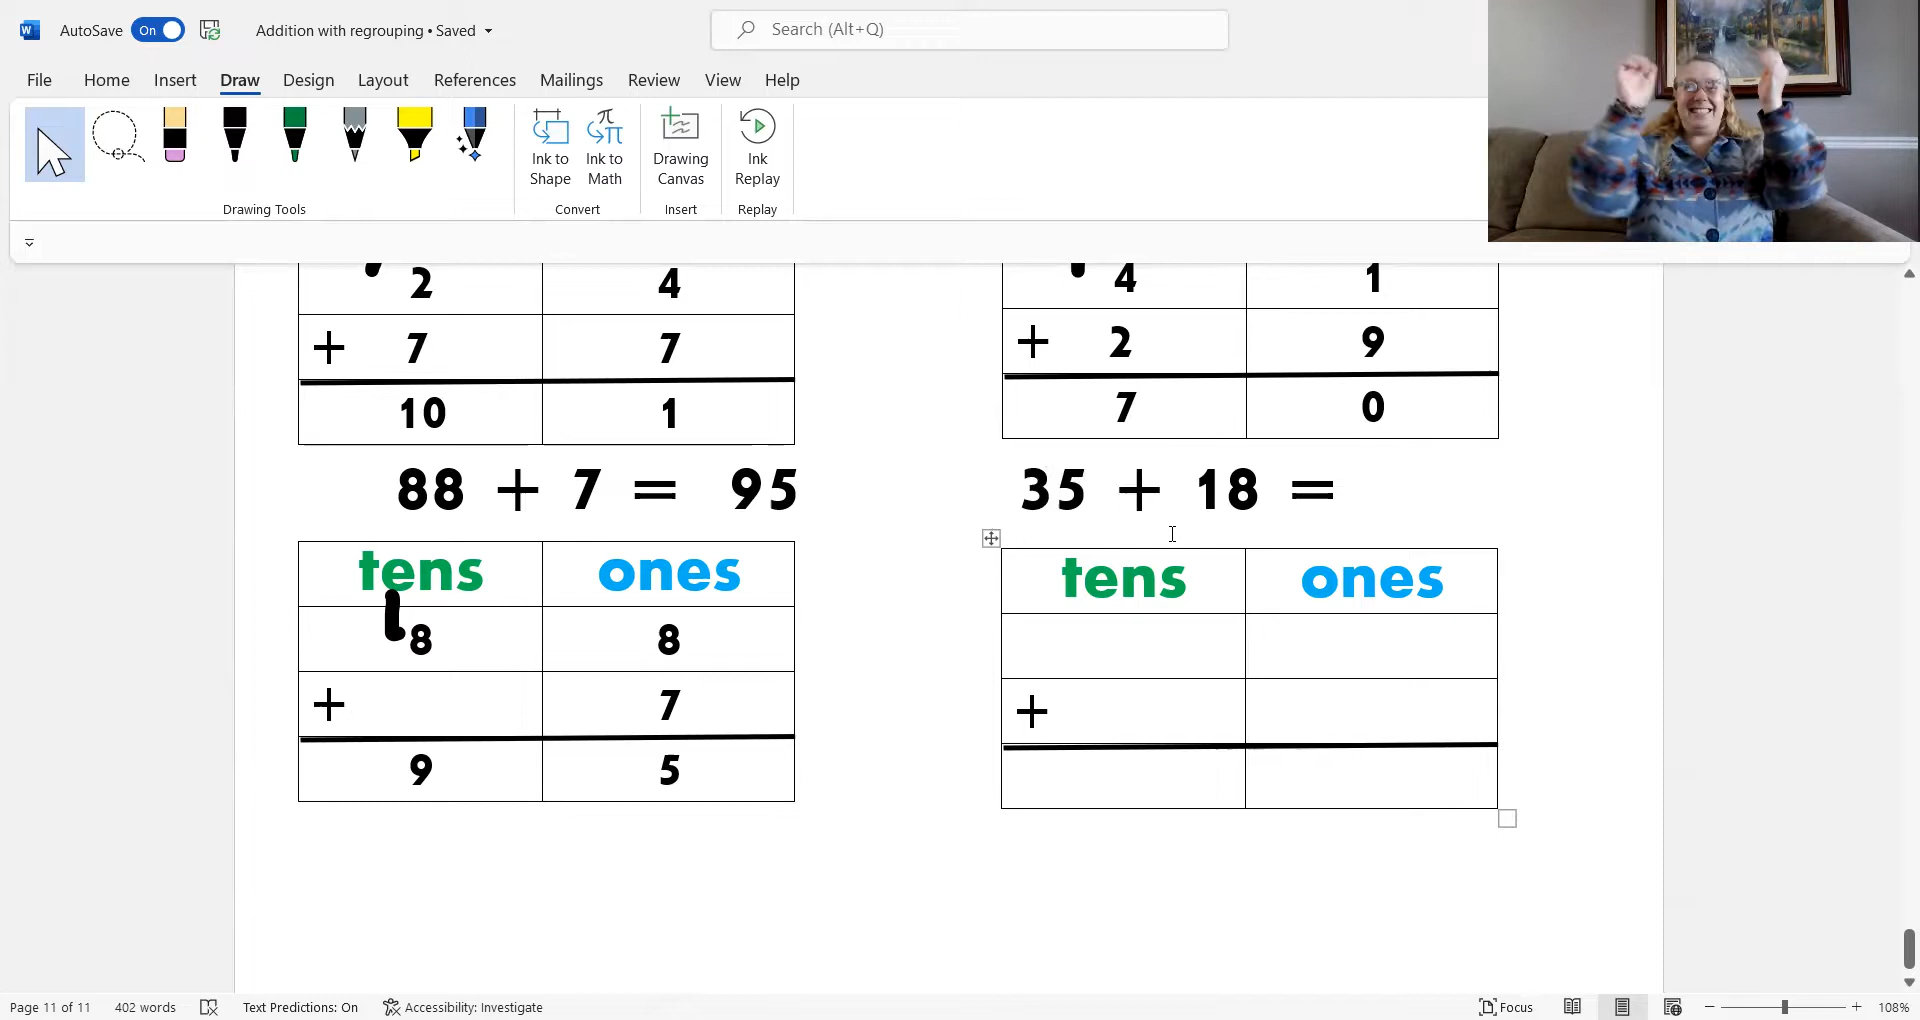 AutoSave On Addition with regrouping • Saved Search (Alt+Q)
File Home Insert Draw Design Layout References Mailings Review View Help
Ink to Shape Ink to Math Drawing Canvas Ink Replay
Drawing Tools Convert Insert Replay
2 4
+ 7 7
10 1
4 1
+ 2 9
7 0
88 + 7 = 95
35 + 18 =
tens ones
1
8 8
+ 7
9 5
tens ones
+
Page 11 of 11 402 words Text Predictions: On Accessibility: Investigate Focus 108%